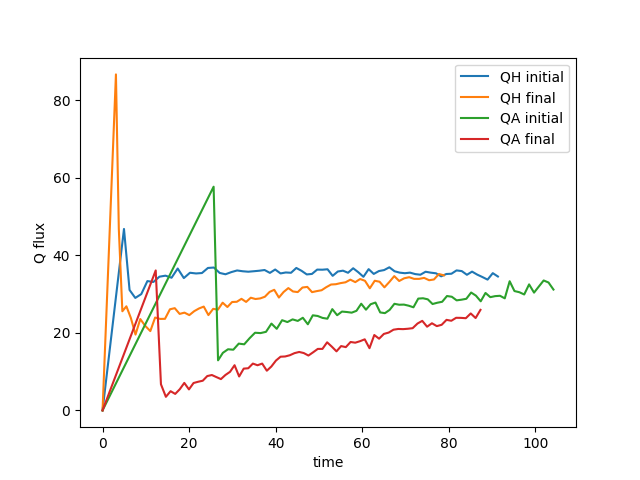 QH initial
QH final
QA initial
QA final
Q flux
80
60
40
20
0
0 20 40 60 80 100
time